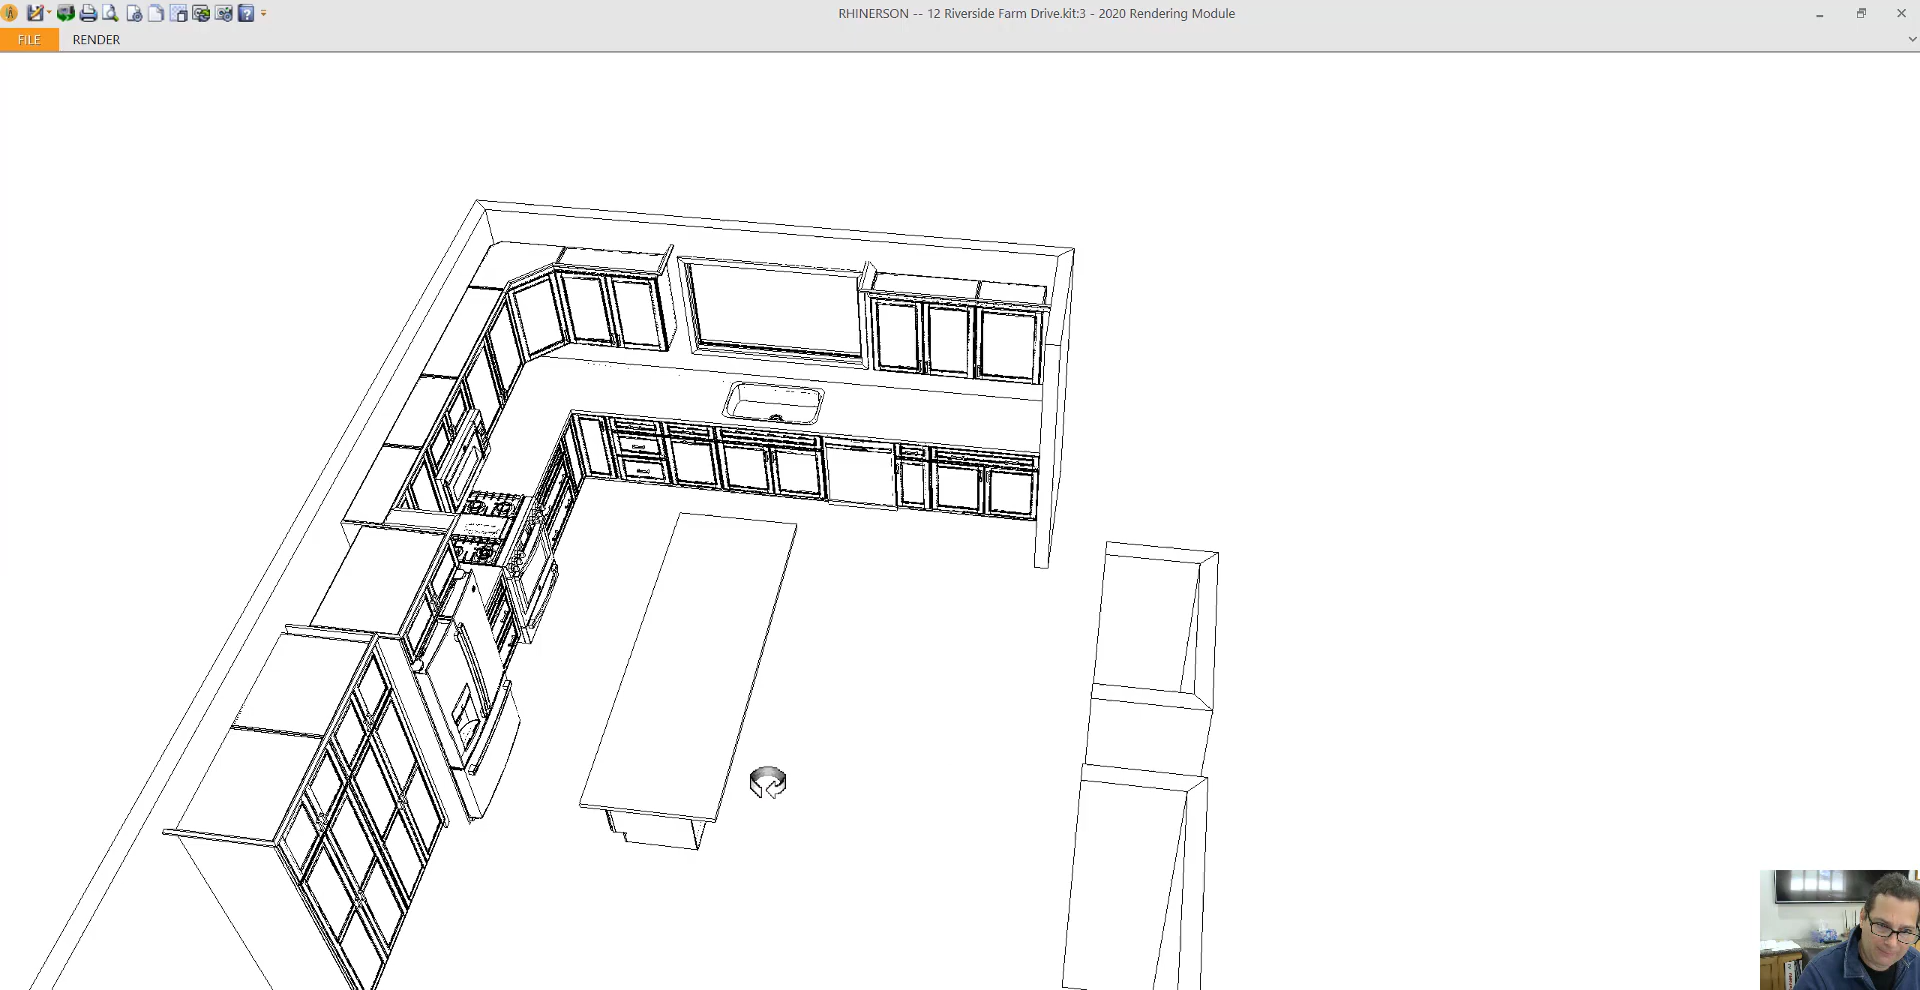 RHINERSON -- 12 Riverside Farm Drive.kit:3 - 2020 Rendering Module
FILE
RENDER